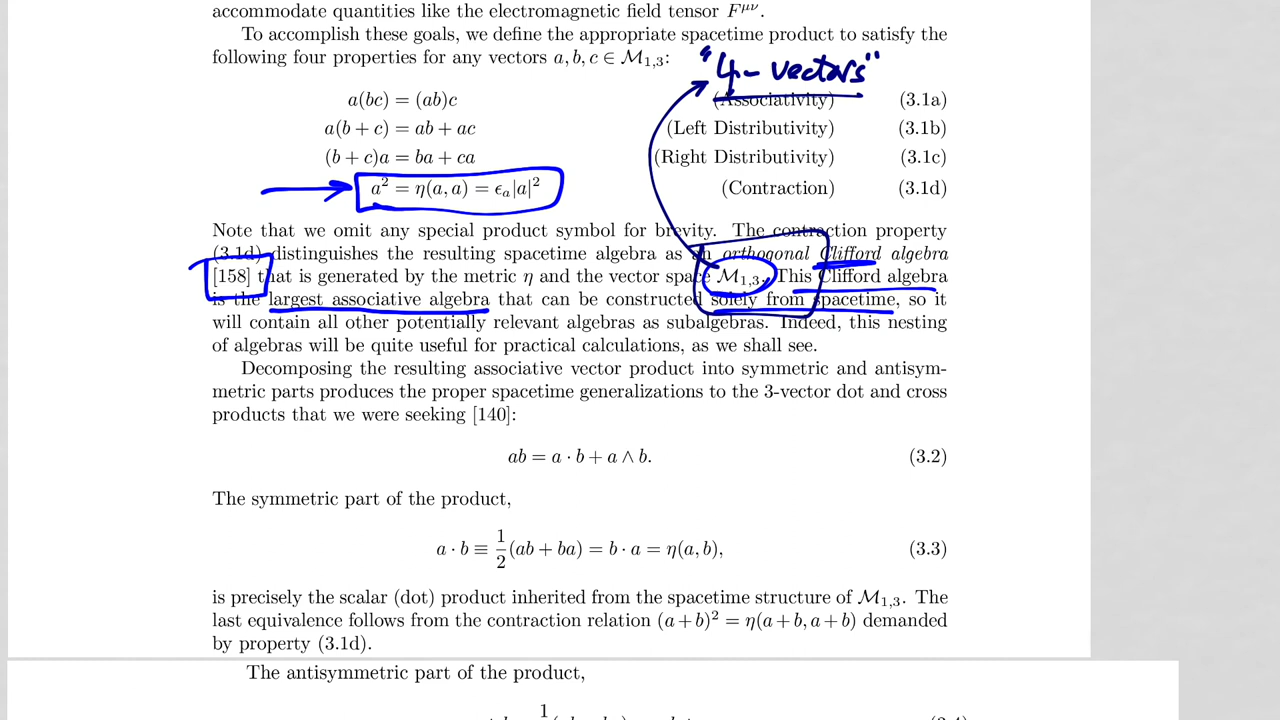 accommodate quantities like the electromagnetic field tensor F^{μν}.
To accomplish these goals, we define the appropriate spacetime product to satisfy the
following four properties for any vectors a, b, c ∈ M_{1,3}:
"4-vectors"
a(bc) = (ab)c (Associativity) (3.1a)
a(b + c) = ab + ac (Left Distributivity) (3.1b)
(b + c)a = ba + ca (Right Distributivity) (3.1c)
a² = η(a, a) = ϵ_a|a|² (Contraction) (3.1d)
Note that we omit any special product symbol for brevity. The contraction property
(3.1d) distinguishes the resulting spacetime algebra as an orthogonal Clifford algebra
[158] that is generated by the metric η and the vector space M_{1,3}. This Clifford algebra
is the largest associative algebra that can be constructed solely from spacetime, so it
will contain all other potentially relevant algebras as subalgebras. Indeed, this nesting
of algebras will be quite useful for practical calculations, as we shall see.
Decomposing the resulting associative vector product into symmetric and antisym-
metric parts produces the proper spacetime generalizations to the 3-vector dot and cross
products that we were seeking [140]:
ab = a · b + a ∧ b. (3.2)
The symmetric part of the product,
a · b ≡ 1/2 (ab + ba) = b · a = η(a, b), (3.3)
is precisely the scalar (dot) product inherited from the spacetime structure of M_{1,3}. The
last equivalence follows from the contraction relation (a + b)² = η(a + b, a + b) demanded
by property (3.1d).
The antisymmetric part of the product,